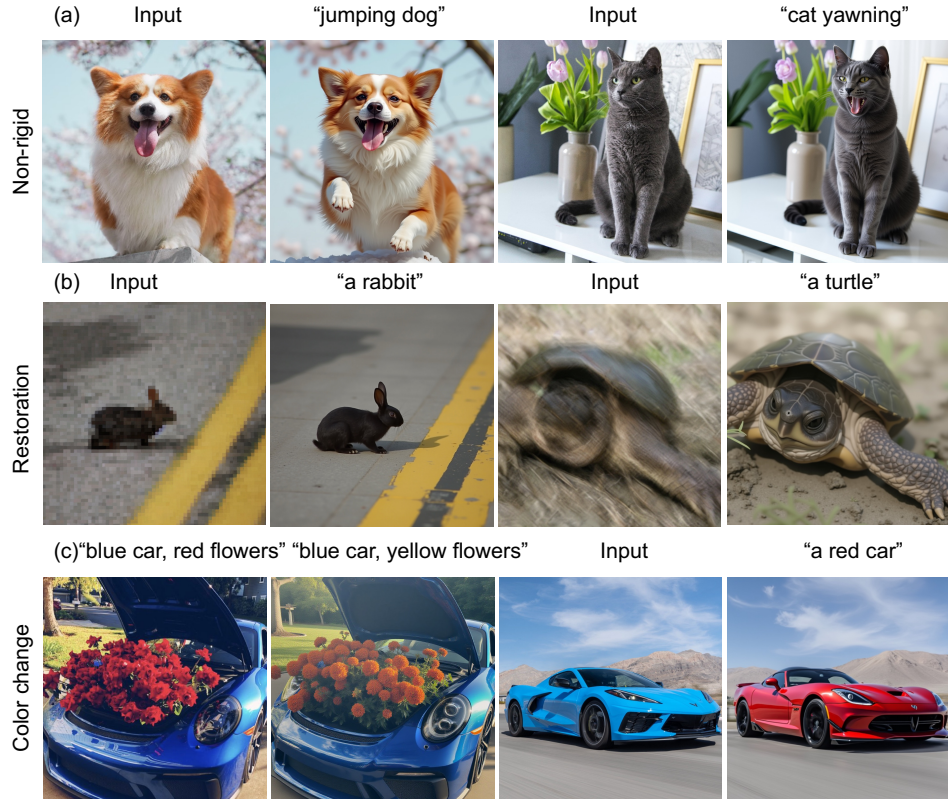 (a) Input “jumping dog” Input “cat yawning”
Non-rigid
(b) Input “a rabbit” Input “a turtle”
Restoration
(c)“blue car, red flowers” “blue car, yellow flowers” Input “a red car”
Color change